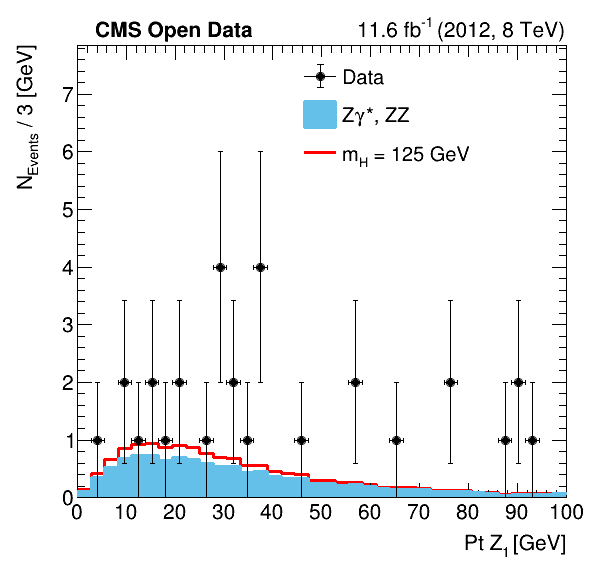 CMS Open Data 11.6 fb⁻¹ (2012, 8 TeV)
N_Events / 3 [GeV]
Data
Zγ*, ZZ
m_H = 125 GeV
7
6
5
4
3
2
1
0
0 10 20 30 40 50 60 70 80 90 100
Pt Z₁ [GeV]